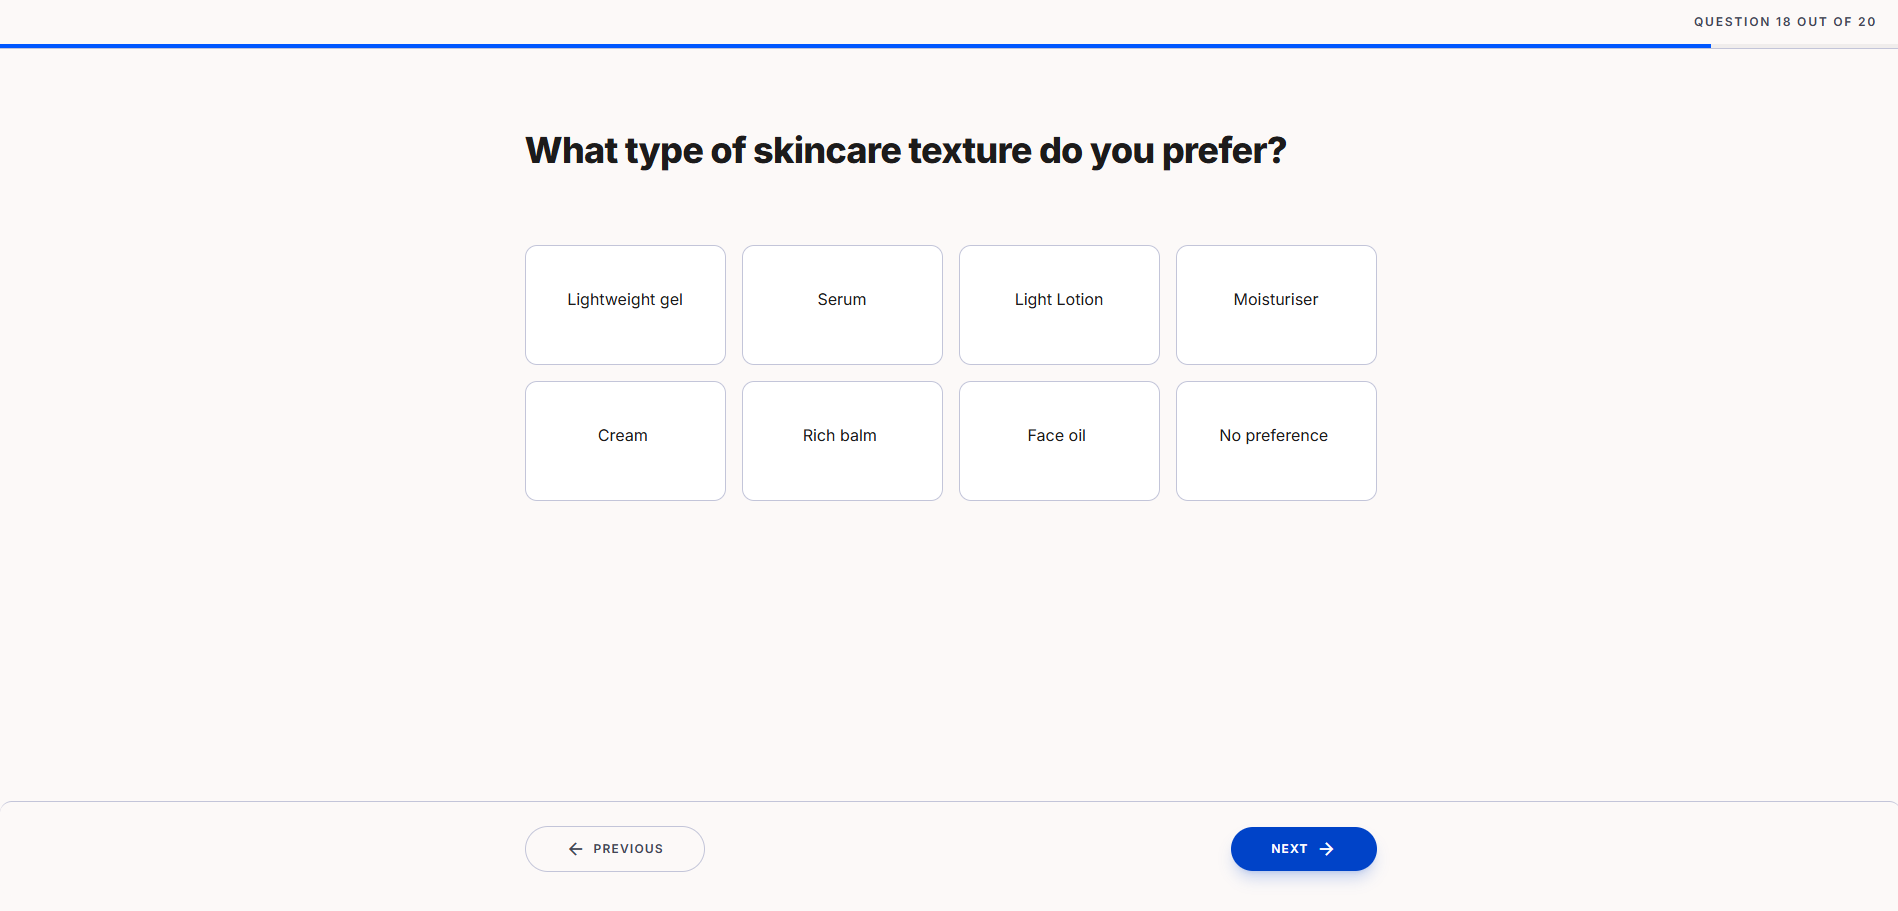 QUESTION 18 OUT OF 20
What type of skincare texture do you prefer?
Lightweight gel
Serum
Light Lotion
Moisturiser
Cream
Rich balm
Face oil
No preference
PREVIOUS
NEXT